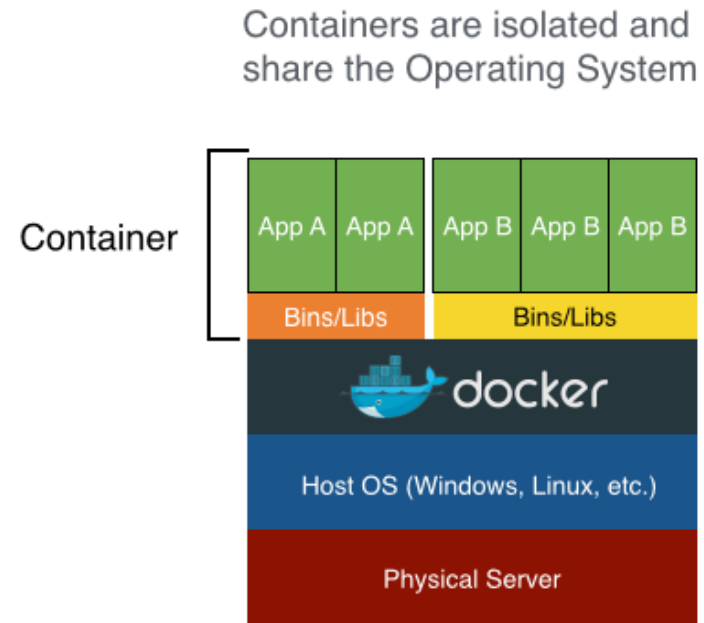 Containers are isolated and
share the Operating System
Container
App A
App A
App B
App B
App B
Bins/Libs
Bins/Libs
docker
Host OS (Windows, Linux, etc.)
Physical Server